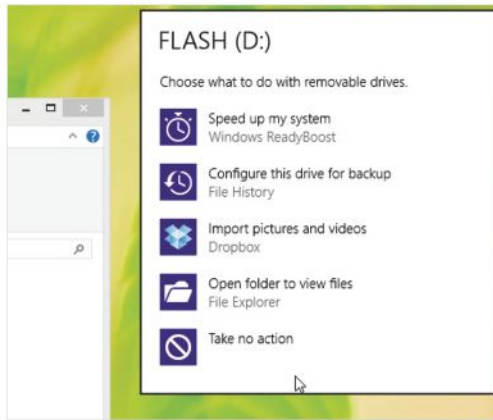 FLASH (D:)
Choose what to do with removable drives.
Speed up my system
Windows ReadyBoost
Configure this drive for backup
File History
Import pictures and videos
Dropbox
Open folder to view files
File Explorer
Take no action